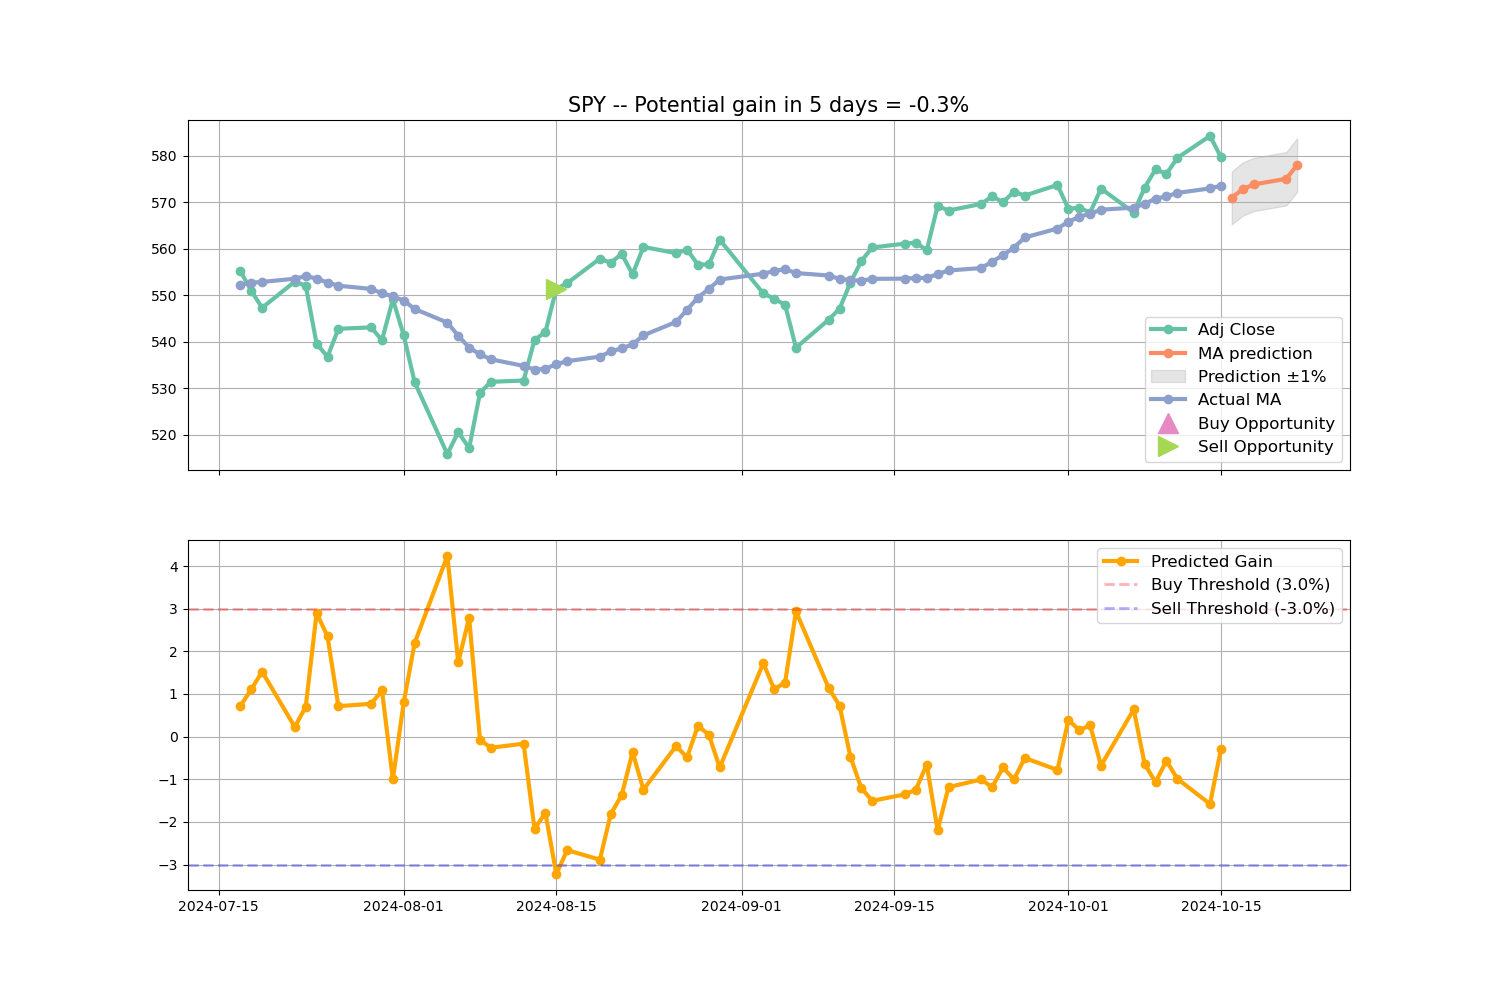 SPY -- Potential gain in 5 days = -0.3%
580
570
560
550
540
530
520
Adj Close
MA prediction
Prediction ±1%
Actual MA
Buy Opportunity
Sell Opportunity
4
3
2
1
0
−1
−2
−3
Predicted Gain
Buy Threshold (3.0%)
Sell Threshold (-3.0%)
2024-07-15 2024-08-01 2024-08-15 2024-09-01 2024-09-15 2024-10-01 2024-10-15